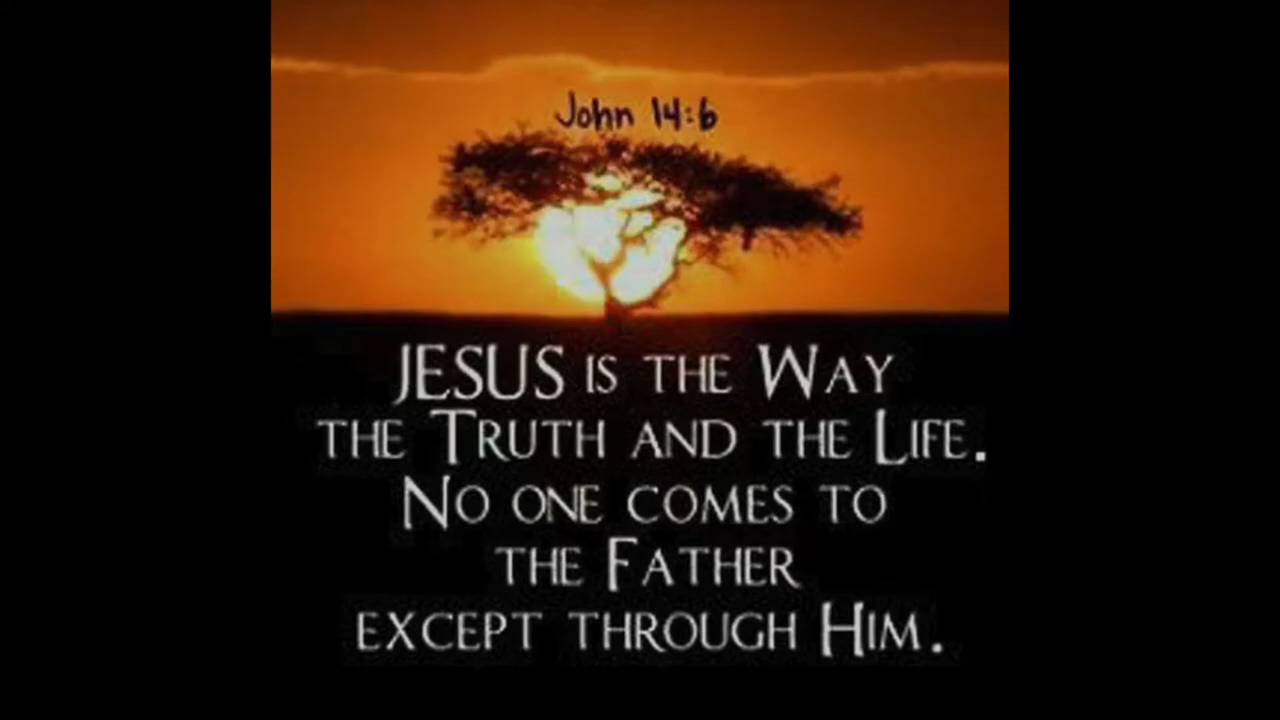 John 14:6
JESUS IS THE WAY
THE TRUTH AND THE LIFE.
NO ONE COMES TO
THE FATHER
EXCEPT THROUGH HIM.